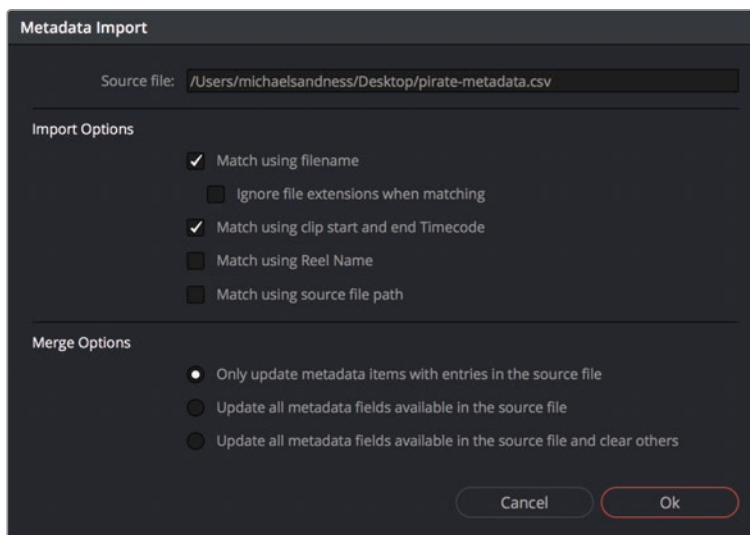 Metadata Import
Source file: /Users/michaelsandness/Desktop/pirate-metadata.csv
Import Options
Match using filename
Ignore file extensions when matching
Match using clip start and end Timecode
Match using Reel Name
Match using source file path
Merge Options
Only update metadata items with entries in the source file
Update all metadata fields available in the source file
Update all metadata fields available in the source file and clear others
Cancel Ok